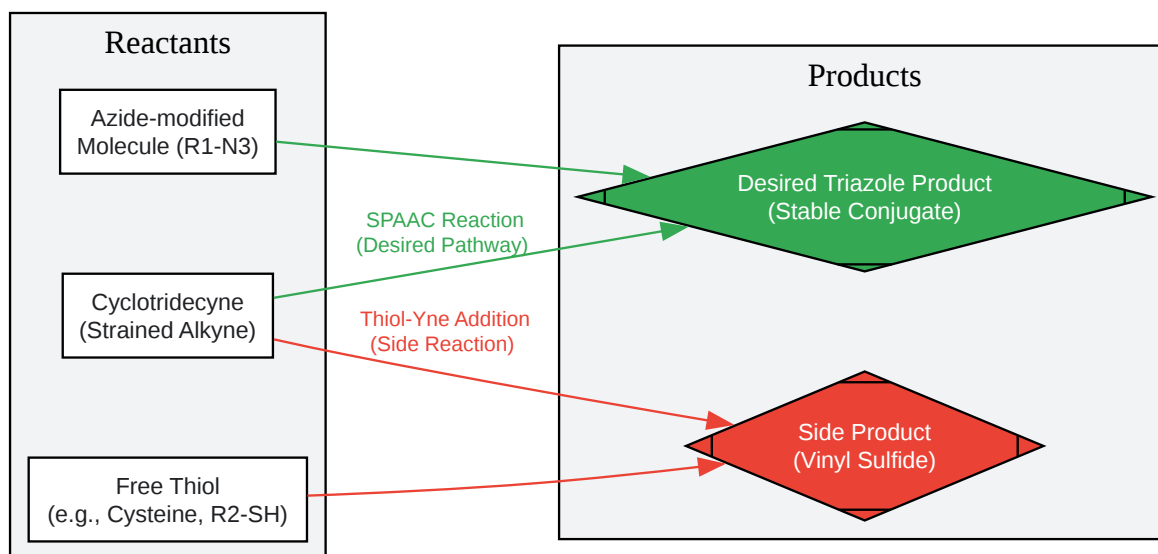 Reactants
Azide-modified
Molecule (R1-N3)
Cyclotridecyne
(Strained Alkyne)
Free Thiol
(e.g., Cysteine, R2-SH)
SPAAC Reaction
(Desired Pathway)
Thiol-Yne Addition
(Side Reaction)
Products
Desired Triazole Product
(Stable Conjugate)
Side Product
(Vinyl Sulfide)